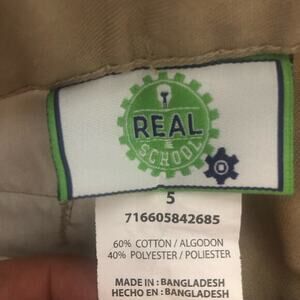 REAL
SCHOOL
5
716605842685
60% COTTON / ALGODON
40% POLYESTER / POLIESTER
MADE IN: BANGLADESH
HECHO EN: BANGLADESH